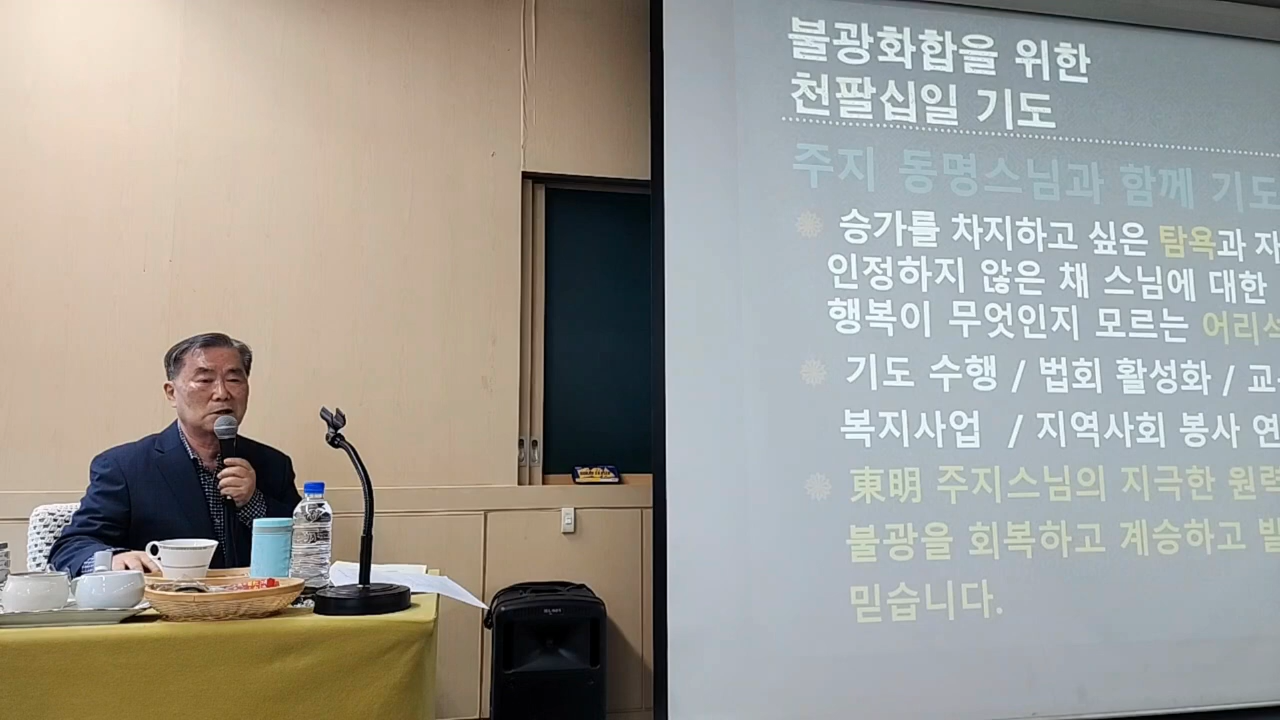 불광화합을 위한
천팔십일 기도
주지 동명스님과 함께 기도
승가를 차지하고 싶은 탐욕과 자
인정하지 않은 채 스님에 대한
행복이 무엇인지 모르는 어리석
기도 수행 / 법회 활성화 / 교
복지사업 / 지역사회 봉사 연
東明 주지스님의 지극한 원력
불광을 회복하고 계승하고 발
믿습니다.